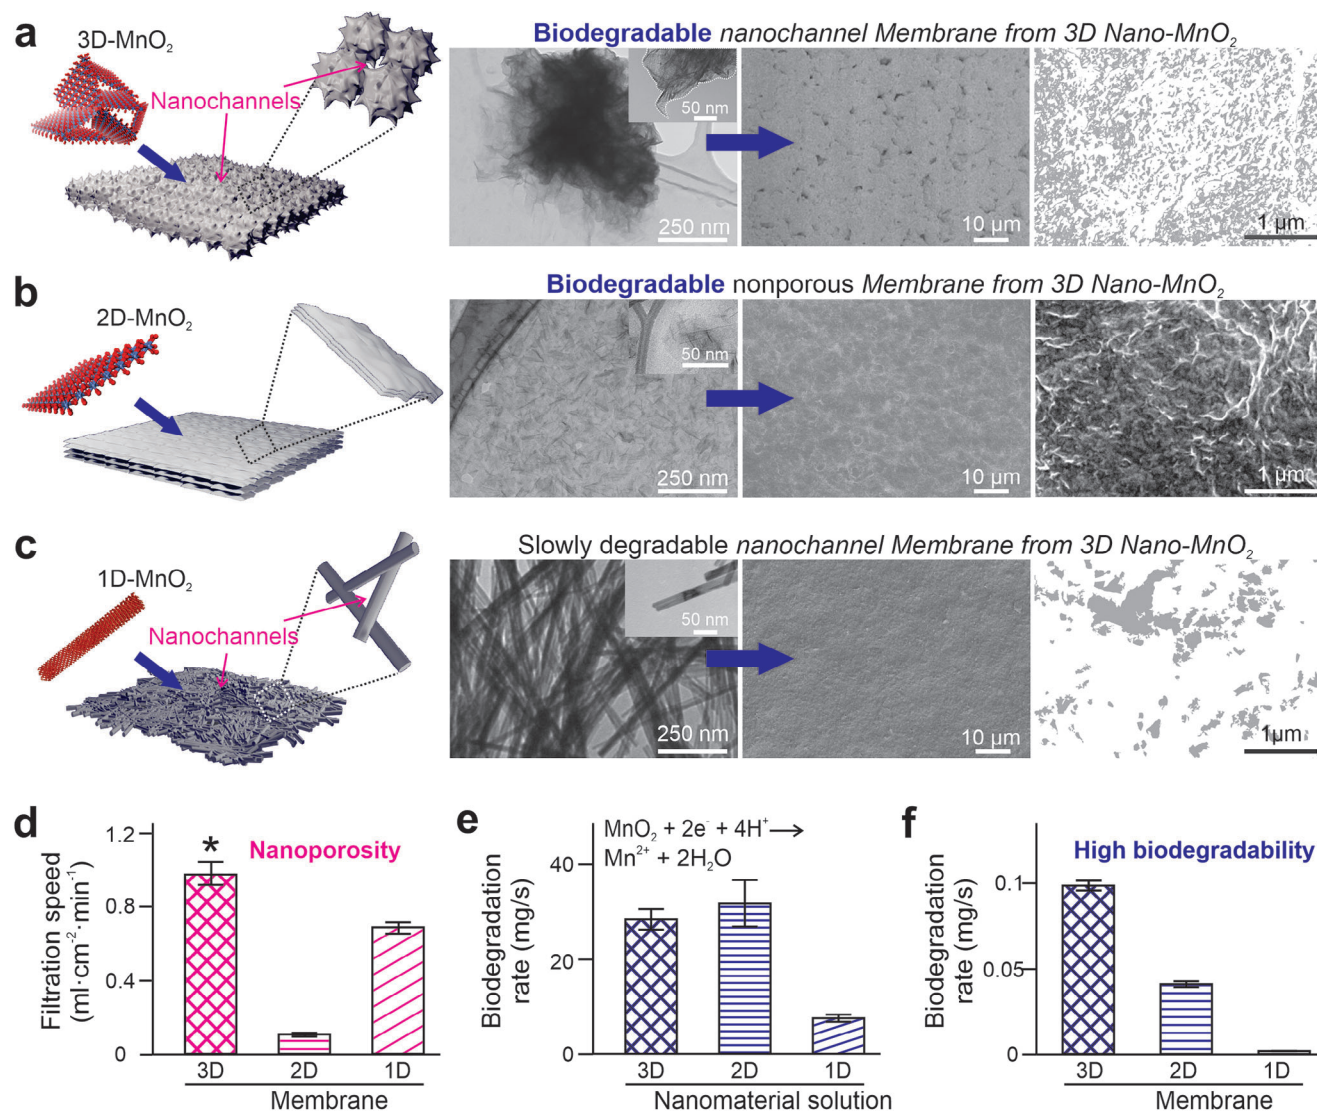 a
3D-MnO₂
Nanochannels
Biodegradable nanochannel Membrane from 3D Nano-MnO₂
50 nm
250 nm
10 µm
1 µm
b
2D-MnO₂
Biodegradable nonporous Membrane from 3D Nano-MnO₂
50 nm
250 nm
10 µm
1 µm
c
1D-MnO₂
Nanochannels
Slowly degradable nanochannel Membrane from 3D Nano-MnO₂
50 nm
250 nm
10 µm
1µm
d
Filtration speed
(ml·cm⁻²·min⁻¹)
1.2
0.8
0.4
0
*
Nanoporosity
3D 2D 1D
Membrane
e
Biodegradation
rate (mg/s)
40
20
0
MnO₂ + 2e⁻ + 4H⁺ →
Mn²⁺ + 2H₂O
3D 2D 1D
Nanomaterial solution
f
Biodegradation
rate (mg/s)
0.1
0.05
0
High biodegradability
3D 2D 1D
Membrane